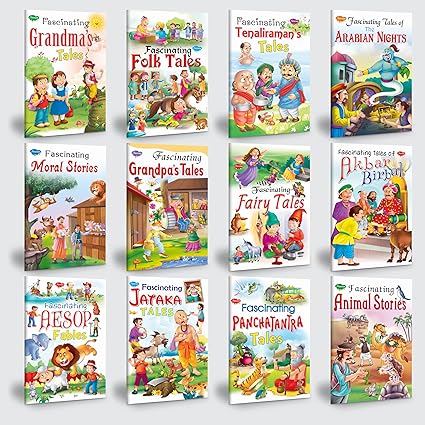 Fascinating
Grandma's
Tales
Fascinating
Folk Tales
Fascinating
Tenaliraman's
Tales
Fascinating Tales of
The
ARABIAN NIGHTS
Fascinating
Moral Stories
Fascinating
Grandpa's Tales
Fascinating
Fairy Tales
Fascinating tales of
Akbar
Birbal
Fascinating
AESOP
Fables
Fascinating
JATAKA
TALES
Fascinating
PANCHATANTRA
Tales
Fascinating
Animal Stories